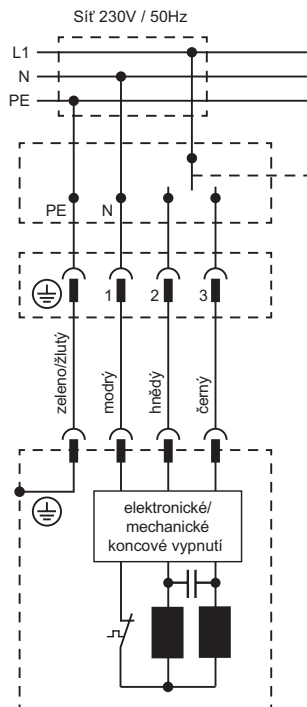 Síť 230V / 50Hz
L1
N
PE
PE N
1 2 3
zeleno/žlutý
modrý
hnědý
černý
elektronické/
mechanické
koncové vypnutí